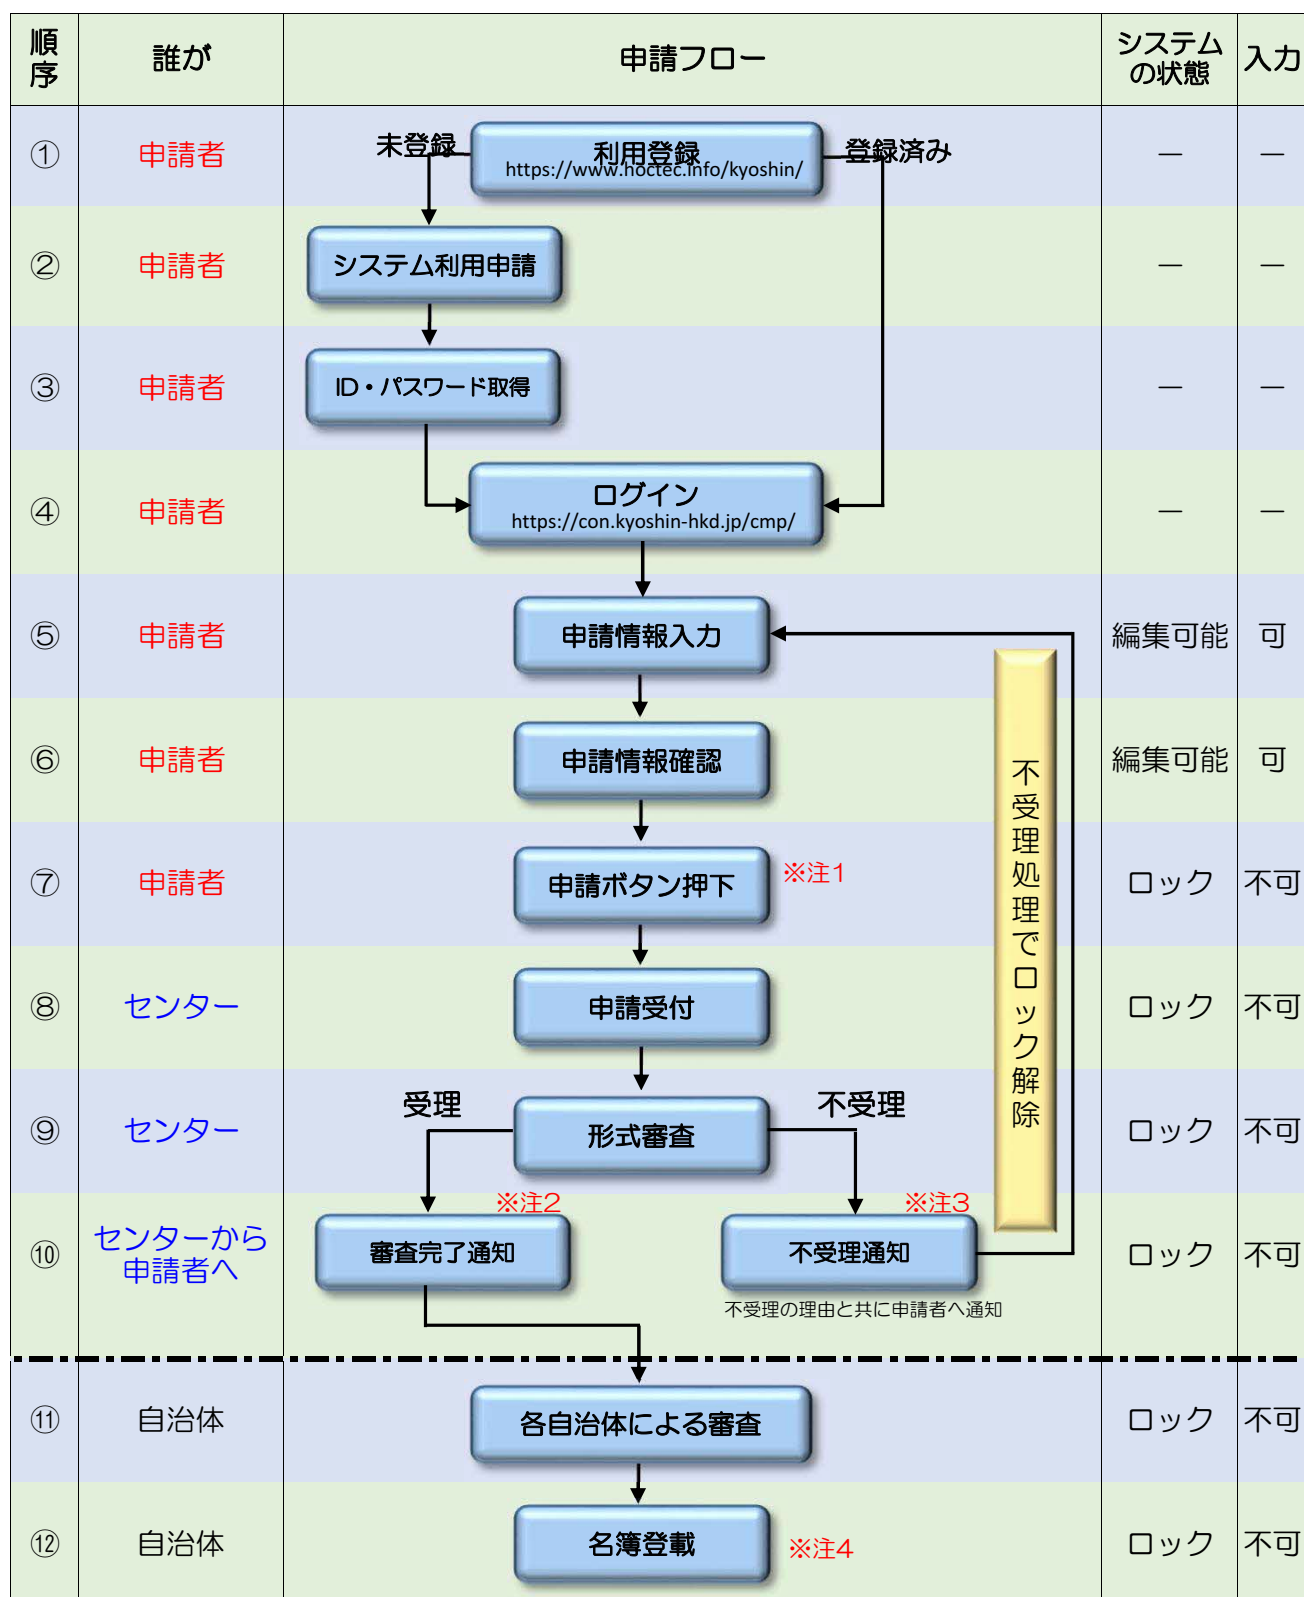 順序
誰が
申請フロー
システムの状態
入力
①
申請者
未登録
利用登録
https://www.hoctec.info/kyoshin/
登録済み
－
－
②
申請者
システム利用申請
－
－
③
申請者
ID・パスワード取得
－
－
④
申請者
ログイン
https://con.kyoshin-hkd.jp/cmp/
－
－
⑤
申請者
申請情報入力
編集可能
可
⑥
申請者
申請情報確認
編集可能
可
不受理処理でロック解除
⑦
申請者
申請ボタン押下
※注1
ロック
不可
⑧
センター
申請受付
ロック
不可
⑨
センター
受理
形式審査
不受理
ロック
不可
⑩
センターから
申請者へ
※注2
審査完了通知
※注3
不受理通知
不受理の理由と共に申請者へ通知
ロック
不可
⑪
自治体
各自治体による審査
ロック
不可
⑫
自治体
名簿登載
※注4
ロック
不可